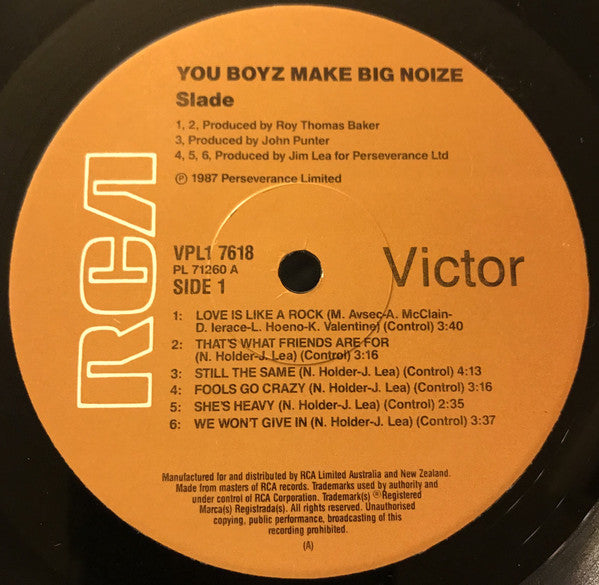 YOU BOYZ MAKE BIG NOIZE
Slade
1, 2, Produced by Roy Thomas Baker
3, Produced by John Punter
4, 5, 6, Produced by Jim Lea for Perseverance Ltd
℗ 1987 Perseverance Limited
RCA
VPL1 7618
PL 71260 A
SIDE 1
Victor
1: LOVE IS LIKE A ROCK (M. Avsec-A. McClain-
D. Ierace-L. Hoeno-K. Valentine) (Control) 3:40
2: THAT'S WHAT FRIENDS ARE FOR
(N. Holder-J. Lea) (Control) 3:16
3: STILL THE SAME (N. Holder-J. Lea) (Control) 4:13
4: FOOLS GO CRAZY (N. Holder-J. Lea) (Control) 3:16
5: SHE'S HEAVY (N. Holder-J. Lea) (Control) 2:35
6: WE WON'T GIVE IN (N. Holder-J. Lea) (Control) 3:37
Manufactured for and distributed by RCA Limited Australia and New Zealand.
Made from masters of RCA records. Trademarks used by authority and
under control of RCA Corporation. Trademark(s) ®Registered
Marca(s) Registrada(s). All rights reserved. Unauthorised
copying, public performance, broadcasting of this
recording prohibited.
(A)